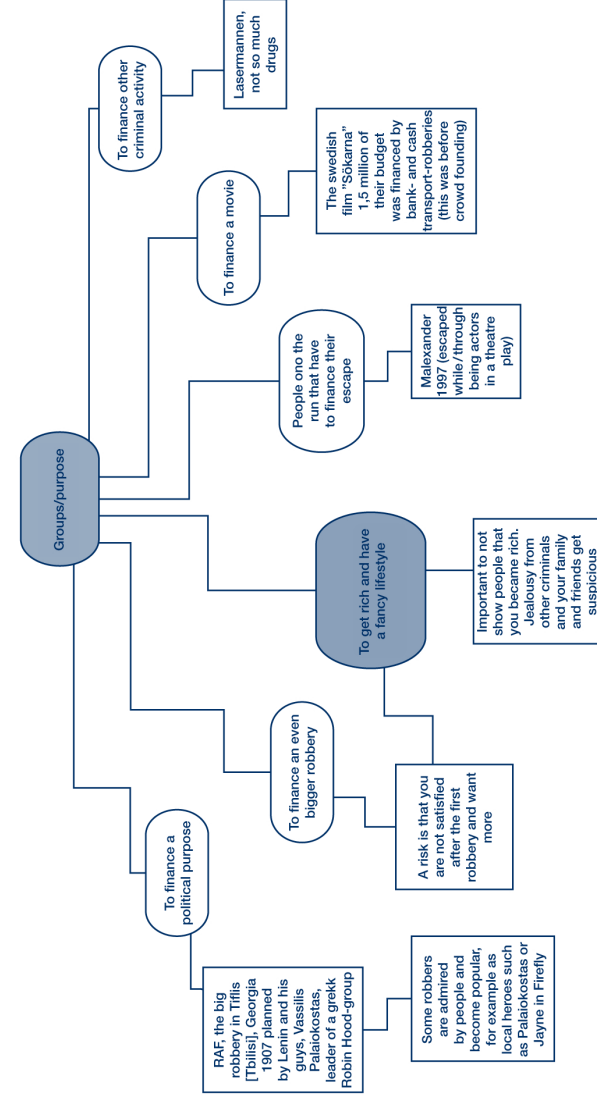 Groups/purpose
To finance a
political purpose
RAF, the big
robbery in Tiflis
[Tbilisi], Georgia
1907 planned
by Lenin and his
guys, Vassilis
Palaiokostas,
leader of a grekk
Robin Hood-group
Some robbers
are admired
by people and
become popular,
for example as
local heroes such
as Palaiokostas or
Jayne in Firefly
To finance an even
bigger robbery
A risk is that you
are not satisfied
after the first
robbery and want
more
To get rich and have
a fancy lifestyle
Important to not
show people that
you became rich.
Jealousy from
other criminals
and your family
and friends get
suspicious
People ono the
run that have
to finance their
escape
Malexander
1997 (escaped
while/through
being actors
in a theatre
play)
To finance a movie
The swedish
film ”Sökarna”
1,5 million of
their budget
was financed by
bank- and cash
transport-robberies
(this was before
crowd founding)
To finance other
criminal activity
Lasermannen,
not so much
drugs